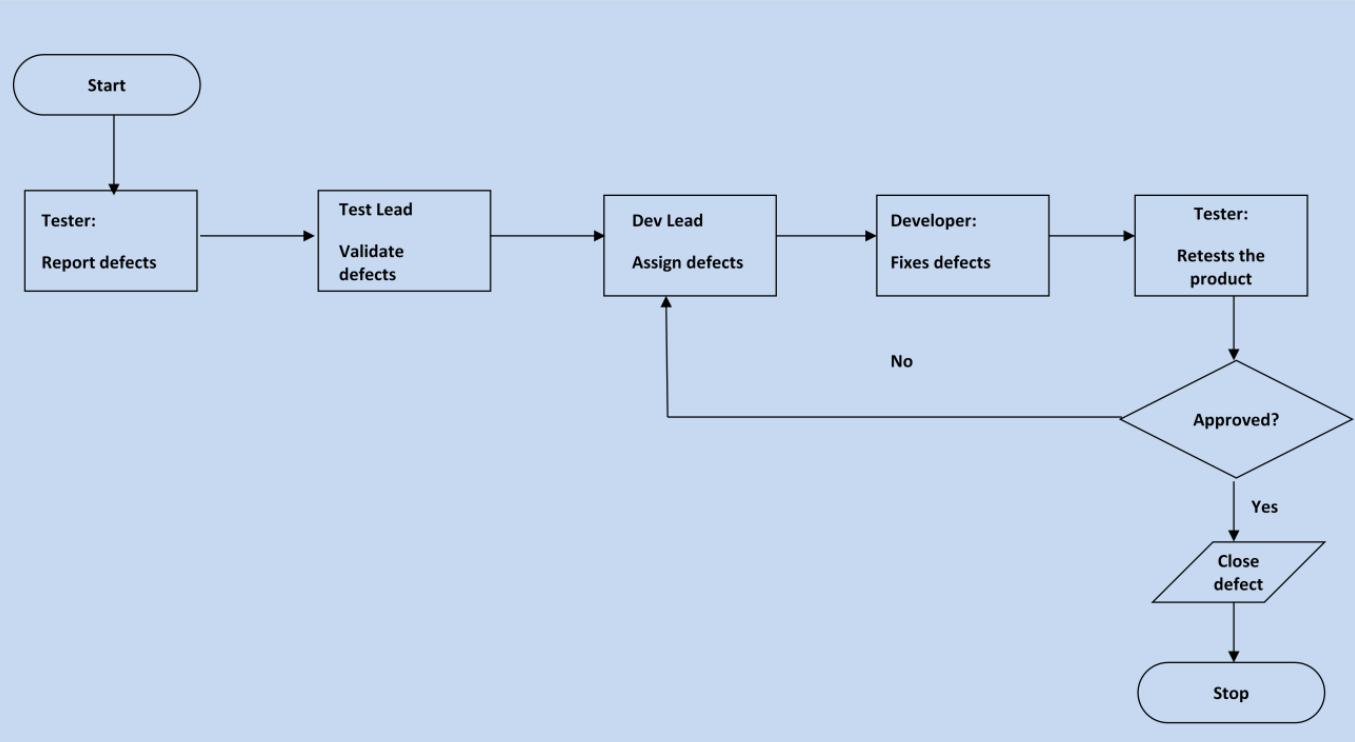 Start
Tester:
Report defects
Test Lead
Validate
defects
Dev Lead
Assign defects
Developer:
Fixes defects
Tester:
Retests the
product
No
Approved?
Yes
Close
defect
Stop